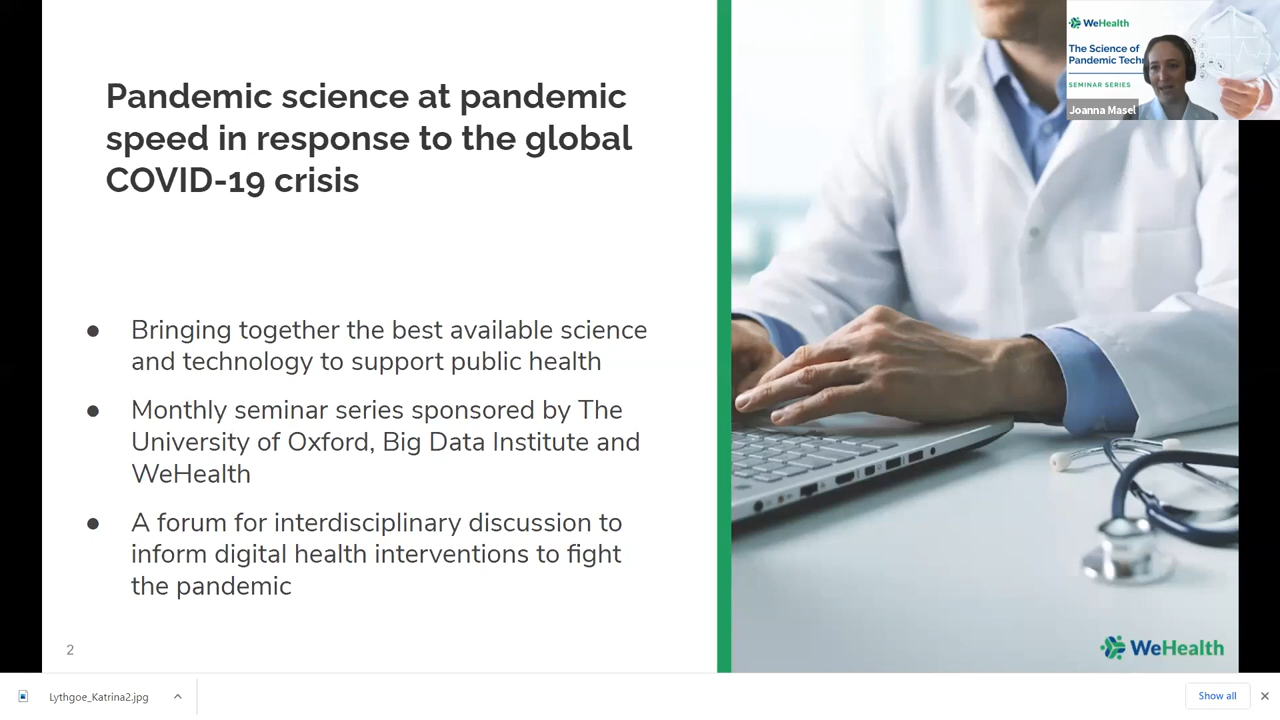 Pandemic science at pandemic
speed in response to the global
COVID-19 crisis
● Bringing together the best available science
and technology to support public health
● Monthly seminar series sponsored by The
University of Oxford, Big Data Institute and
WeHealth
● A forum for interdisciplinary discussion to
inform digital health interventions to fight
the pandemic
2
WeHealth
WeHealth
The Science of
Pandemic Techn
SEMINAR SERIES
Joanna Masel
Lythgoe_Katrina2.jpg
Show all